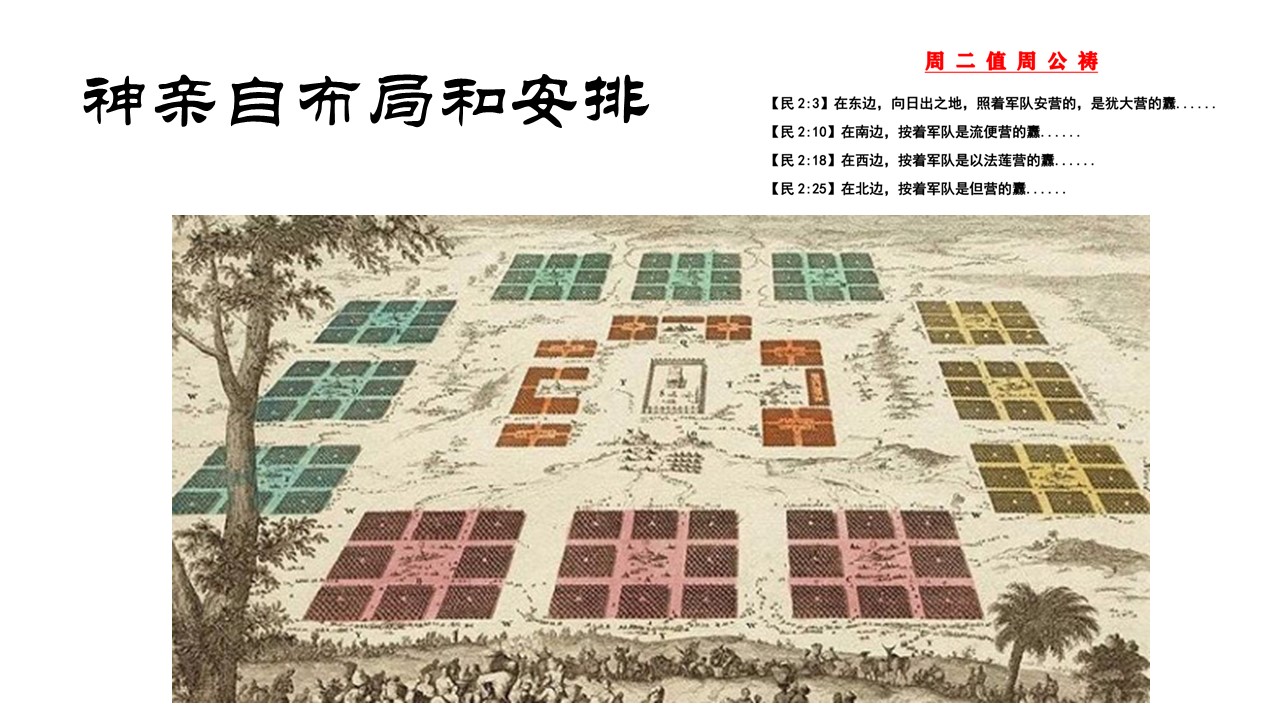 神亲自布局和安排
周二值周公祷
【民2:3】在东边，向日出之地，照着军队安营的，是犹大营的纛......
【民2:10】在南边，按着军队是流便营的纛......
【民2:18】在西边，按着军队是以法莲营的纛......
【民2:25】在北边，按着军队是但营的纛......